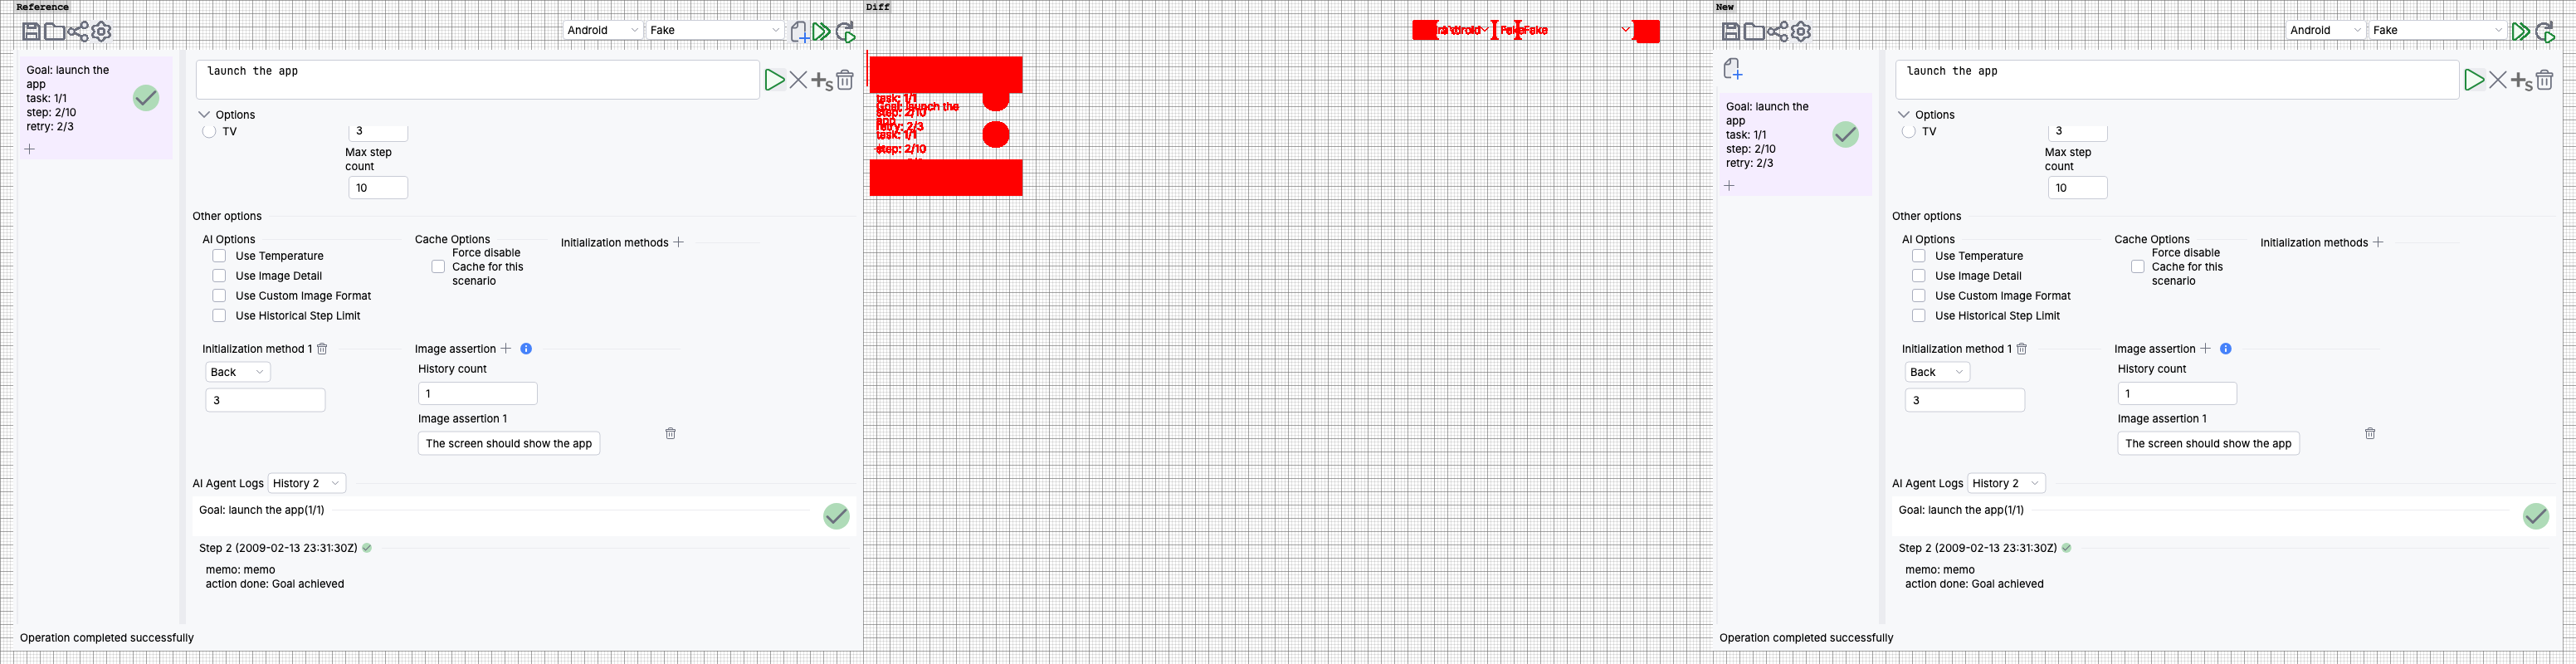 Reference
Android
Fake
Goal: launch the
app
task: 1/1
step: 2/10
retry: 2/3
launch the app
S
Options
TV
3
Max step
count
10
Other options
AI Options
Use Temperature
Use Image Detail
Use Custom Image Format
Use Historical Step Limit
Cache Options
Force disable
Cache for this
scenario
Initialization methods
Initialization method 1
Back
3
Image assertion
History count
1
Image assertion 1
The screen should show the app
AI Agent Logs
History 2
Goal: launch the app(1/1)
Step 2 (2009-02-13 23:31:30Z)
memo: memo
action done: Goal achieved
Operation completed successfully
Diff
Fake
task: 1/1
Goal: launch the
step: 2/10
retry: 2/3
task: 1/1
step: 2/10
New
Android
Fake
Goal: launch the
app
task: 1/1
step: 2/10
retry: 2/3
launch the app
S
Options
TV
3
Max step
count
10
Other options
AI Options
Use Temperature
Use Image Detail
Use Custom Image Format
Use Historical Step Limit
Cache Options
Force disable
Cache for this
scenario
Initialization methods
Initialization method 1
Back
3
Image assertion
History count
1
Image assertion 1
The screen should show the app
AI Agent Logs
History 2
Goal: launch the app(1/1)
Step 2 (2009-02-13 23:31:30Z)
memo: memo
action done: Goal achieved
Operation completed successfully